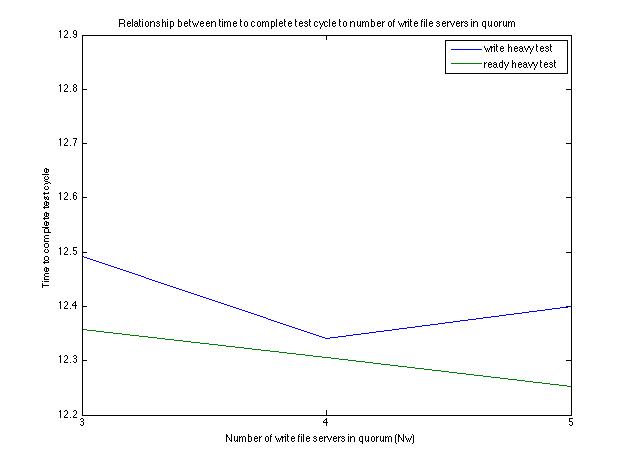 Relationship between time to complete test cycle to number of write file servers in quorum
12.9
write heavy test
ready heavy test
12.8
12.7
12.6
12.5
12.4
12.3
12.2
Time to complete test cycle
3
4
5
Number of write file servers in quorum (Nw)